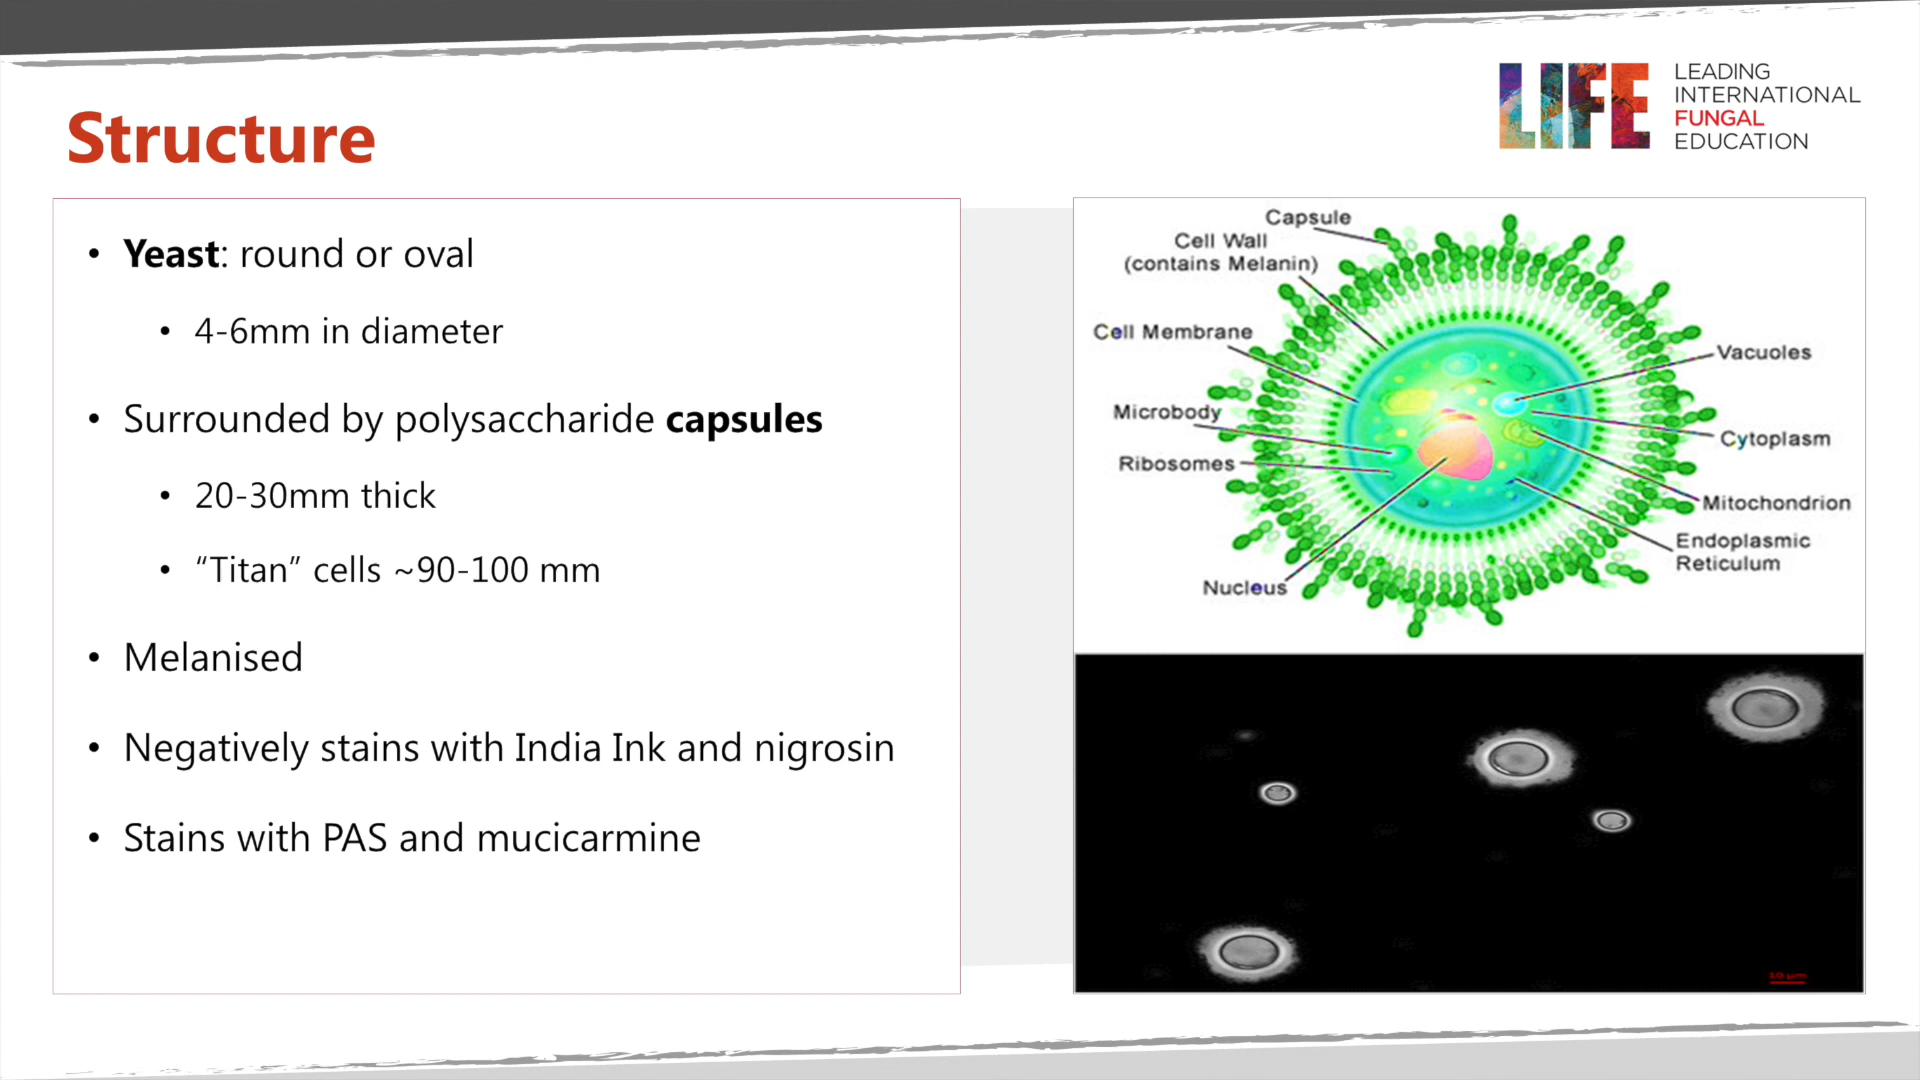 LEADING
INTERNATIONAL
FUNGAL
EDUCATION
LIFE
Structure
• Yeast: round or oval
• 4-6mm in diameter
• Surrounded by polysaccharide capsules
• 20-30mm thick
• “Titan” cells ~90-100 mm
• Melanised
• Negatively stains with India Ink and nigrosin
• Stains with PAS and mucicarmine
Capsule
Cell Wall
(contains Melanin)
Cell Membrane
Microbody
Ribosomes
Nucleus
Vacuoles
Cytoplasm
Mitochondrion
Endoplasmic
Reticulum
10 µm